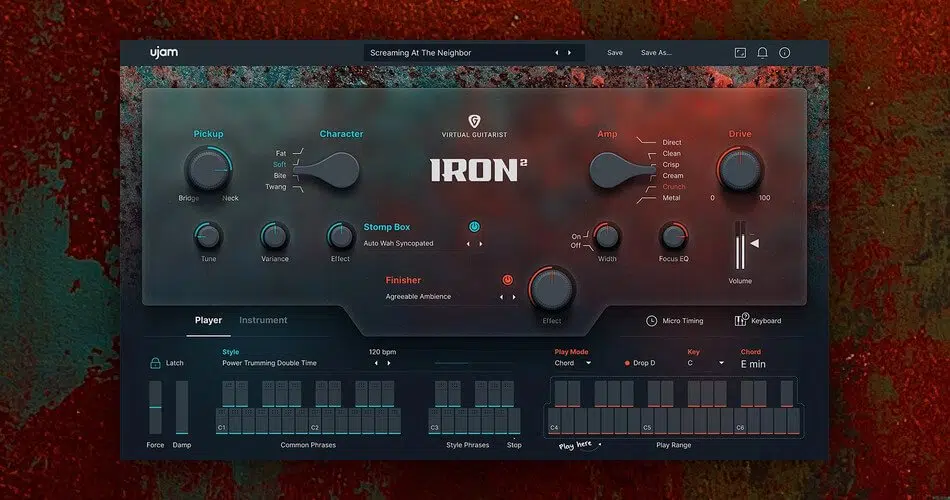 ujam
Screaming At The Neighbor
Save
Save As...
Pickup
Character
G
VIRTUAL GUITARIST
IRON²
Amp
Drive
Fat
Soft
Bite
Twang
Direct
Clean
Crisp
Cream
Crunch
Metal
Bridge
Neck
0
100
Stomp Box
Auto Wah Syncopated
On
Off
Tune
Variance
Effect
Width
Focus EQ
Finisher
Agreeable Ambience
Volume
Effect
Player
Instrument
Micro Timing
Keyboard
Latch
Style
Power Trumming Double Time
120 bpm
Play Mode
Chord
Drop D
Key
C
Chord
E min
C1
C2
C3
C4
C5
C6
Force
Damp
Common Phrases
Style Phrases
Stop
Play here
Play Range